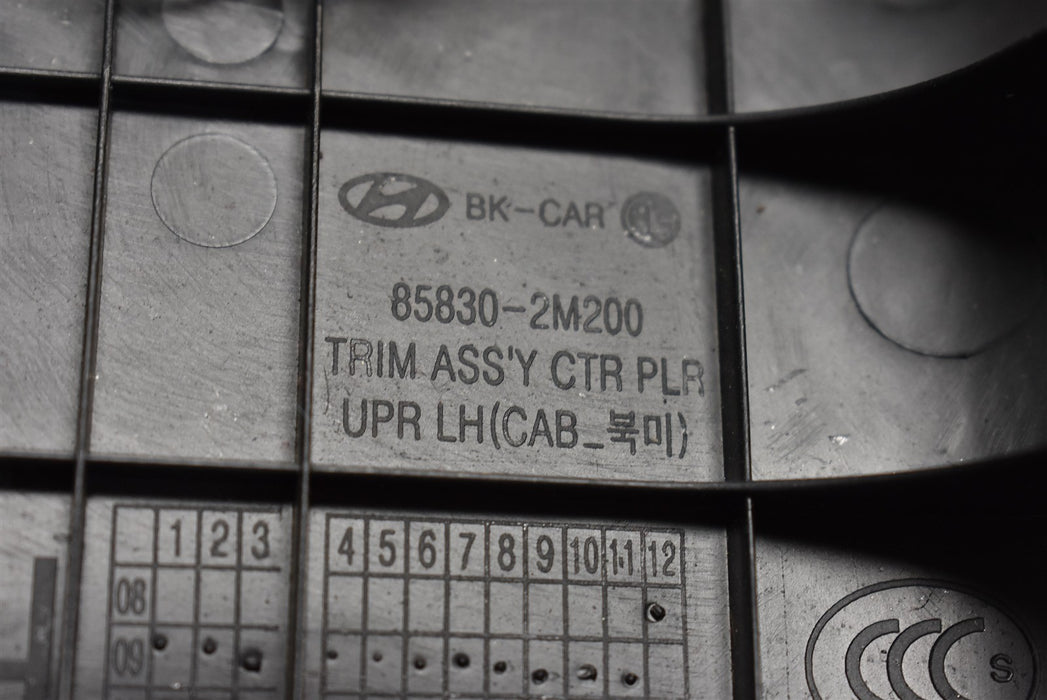 BK-CAR
85830-2M200
TRIM ASS'Y CTR PLR
UPR LH(CAB_북미)
1 2 3 4 5 6 7 8 9 10 11 12
08
09
CCC S